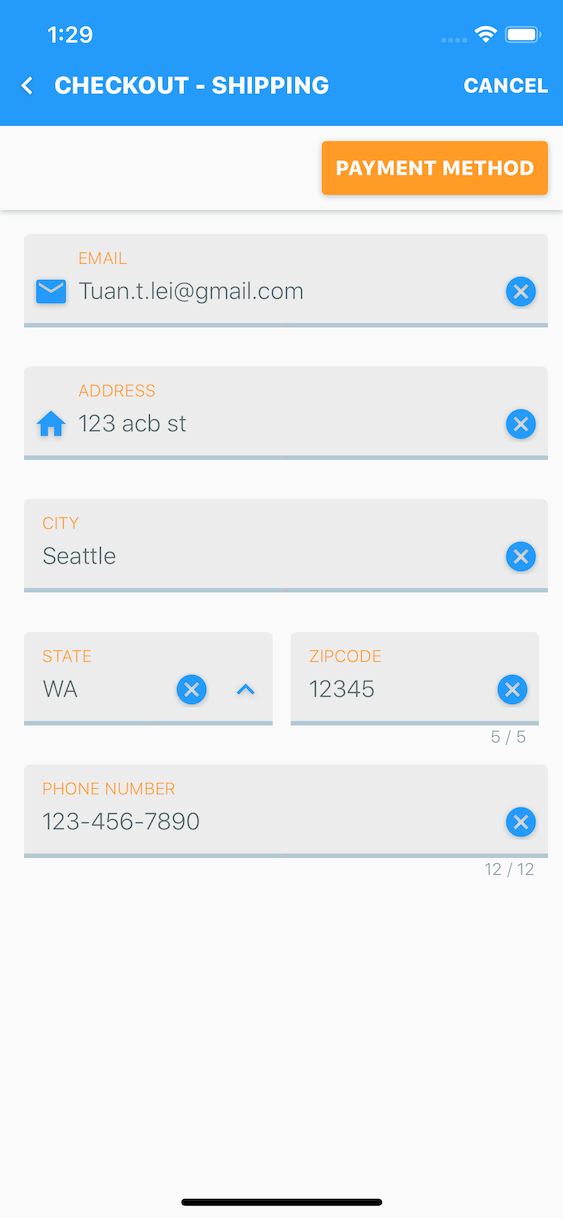 1:29
CHECKOUT - SHIPPING
CANCEL
PAYMENT METHOD
EMAIL
Tuan.t.lei@gmail.com
ADDRESS
123 acb st
CITY
Seattle
STATE
WA
ZIPCODE
12345
5 / 5
PHONE NUMBER
123-456-7890
12 / 12